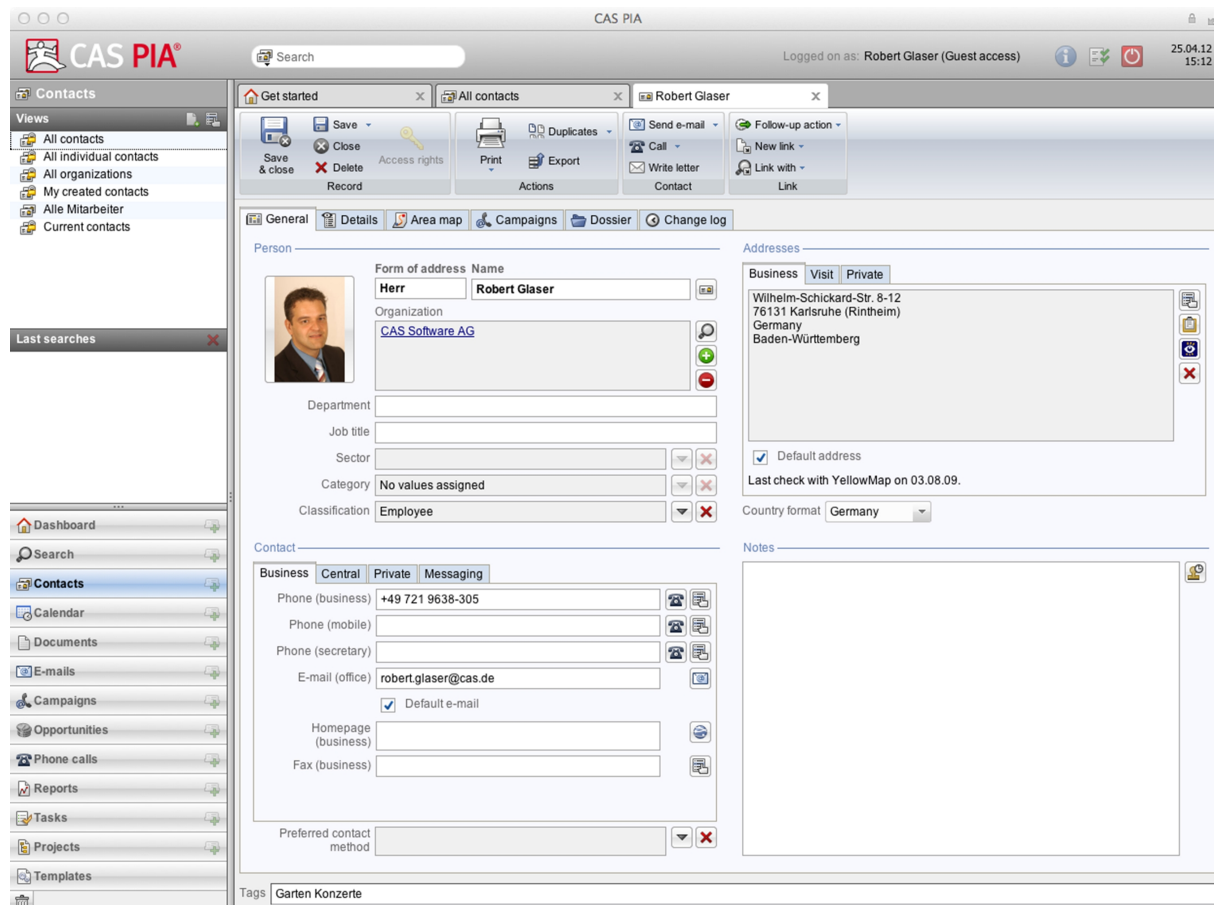 CAS PIA
CAS PIA®
Search
Logged on as: Robert Glaser (Guest access)
25.04.12
15:12
Contacts
Views
All contacts
All individual contacts
All organizations
My created contacts
Alle Mitarbeiter
Current contacts
Last searches
Dashboard
Search
Contacts
Calendar
Documents
E-mails
Campaigns
Opportunities
Phone calls
Reports
Tasks
Projects
Templates
Get started
All contacts
Robert Glaser
Save & close
Save
Close
Delete
Access rights
Record
Print
Duplicates
Export
Actions
Send e-mail
Call
Write letter
Contact
Follow-up action
New link
Link with
Link
General
Details
Area map
Campaigns
Dossier
Change log
Person
Form of address Name
Herr
Robert Glaser
Organization
CAS Software AG
Department
Job title
Sector
Category No values assigned
Classification Employee
Contact
Business Central Private Messaging
Phone (business) +49 721 9638-305
Phone (mobile)
Phone (secretary)
E-mail (office) robert.glaser@cas.de
Default e-mail
Homepage
(business)
Fax (business)
Preferred contact
method
Addresses
Business Visit Private
Wilhelm-Schickard-Str. 8-12
76131 Karlsruhe (Rintheim)
Germany
Baden-Württemberg
Default address
Last check with YellowMap on 03.08.09.
Country format Germany
Notes
Tags Garten Konzerte